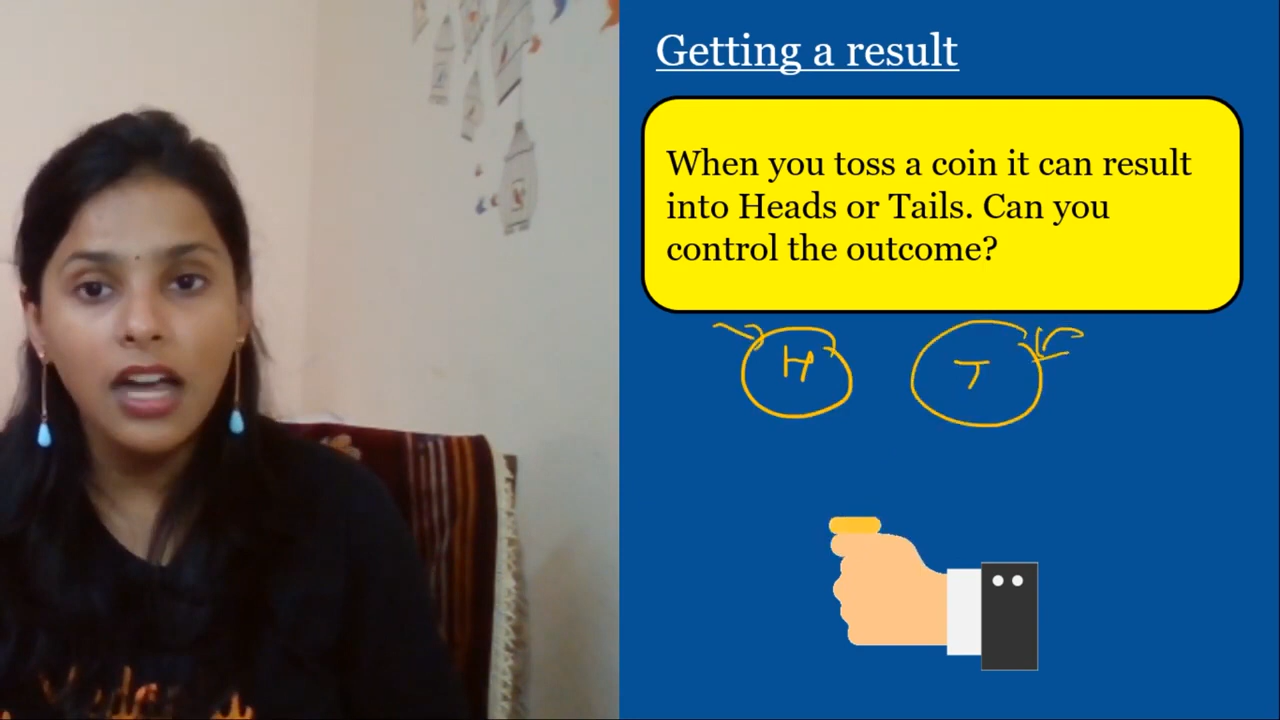 Getting a result
When you toss a coin it can result
into Heads or Tails. Can you
control the outcome?
H T